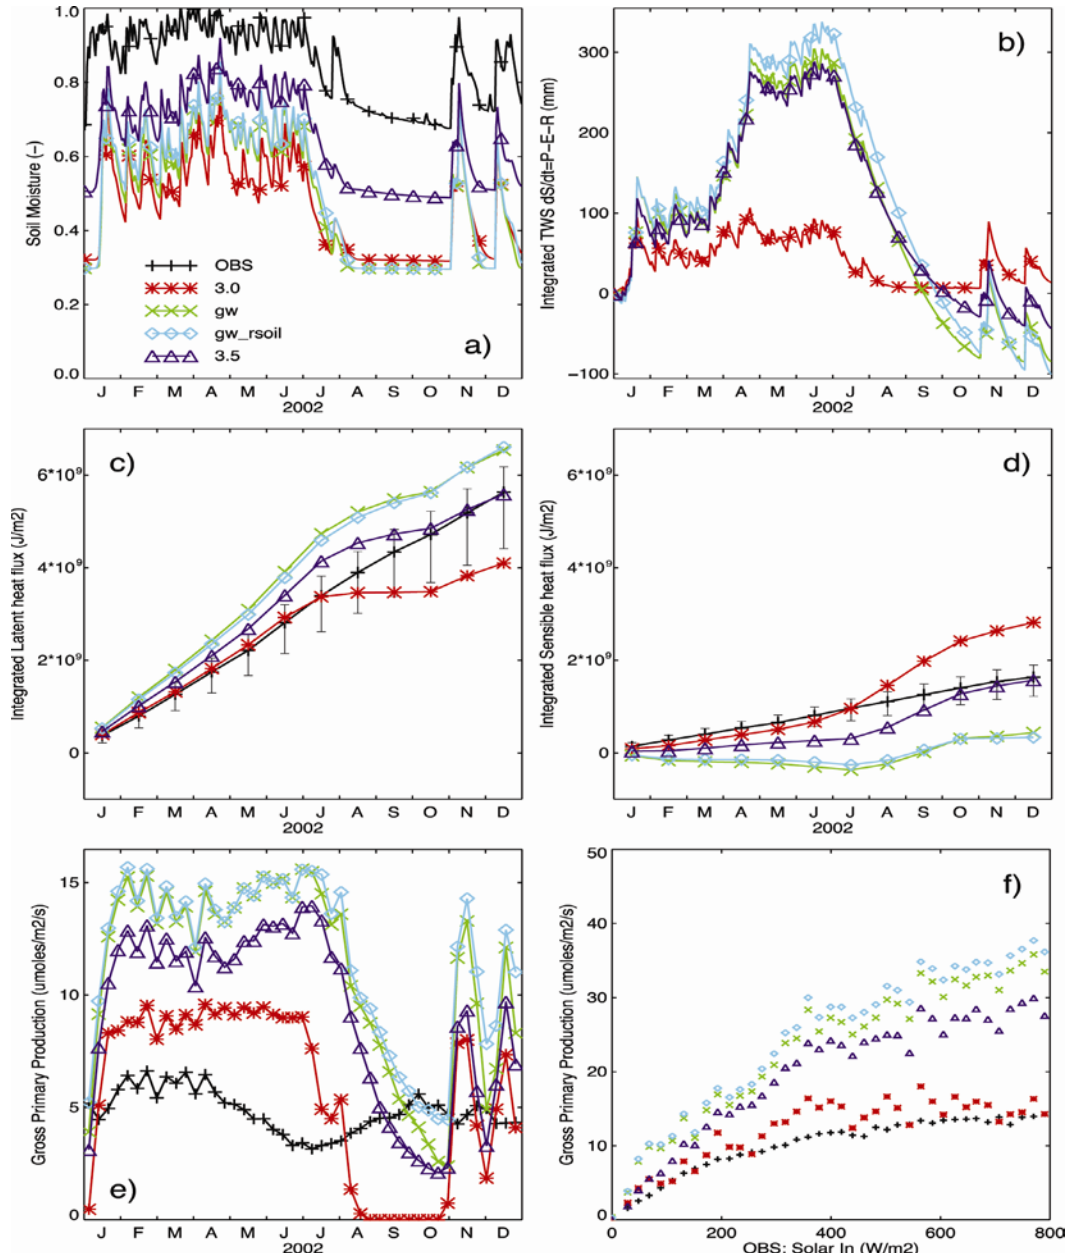 1.0
0.8
0.6
0.4
0.2
0.0
Soil Moisture (-)
OBS
3.0
gw
gw_rsoil
3.5
a)
J F M A M J J A S O N D
2002
300
200
100
0
-100
Integrated TWS dS/dt=P-E-R (mm)
b)
J F M A M J J A S O N D
2002
6*10⁹
4*10⁹
2*10⁹
0
Integrated Latent heat flux (J/m2)
c)
J F M A M J J A S O N D
2002
6*10⁹
4*10⁹
2*10⁹
0
Integrated Sensible heat flux (J/m2)
d)
J F M A M J J A S O N D
2002
15
10
5
0
Gross Primary Production (umoles/m2/s)
e)
J F M A M J J A S O N D
2002
50
40
30
20
10
0
Gross Primary Production (umoles/m2/s)
f)
0 200 400 600 800
OBS: Solar In (W/m2)